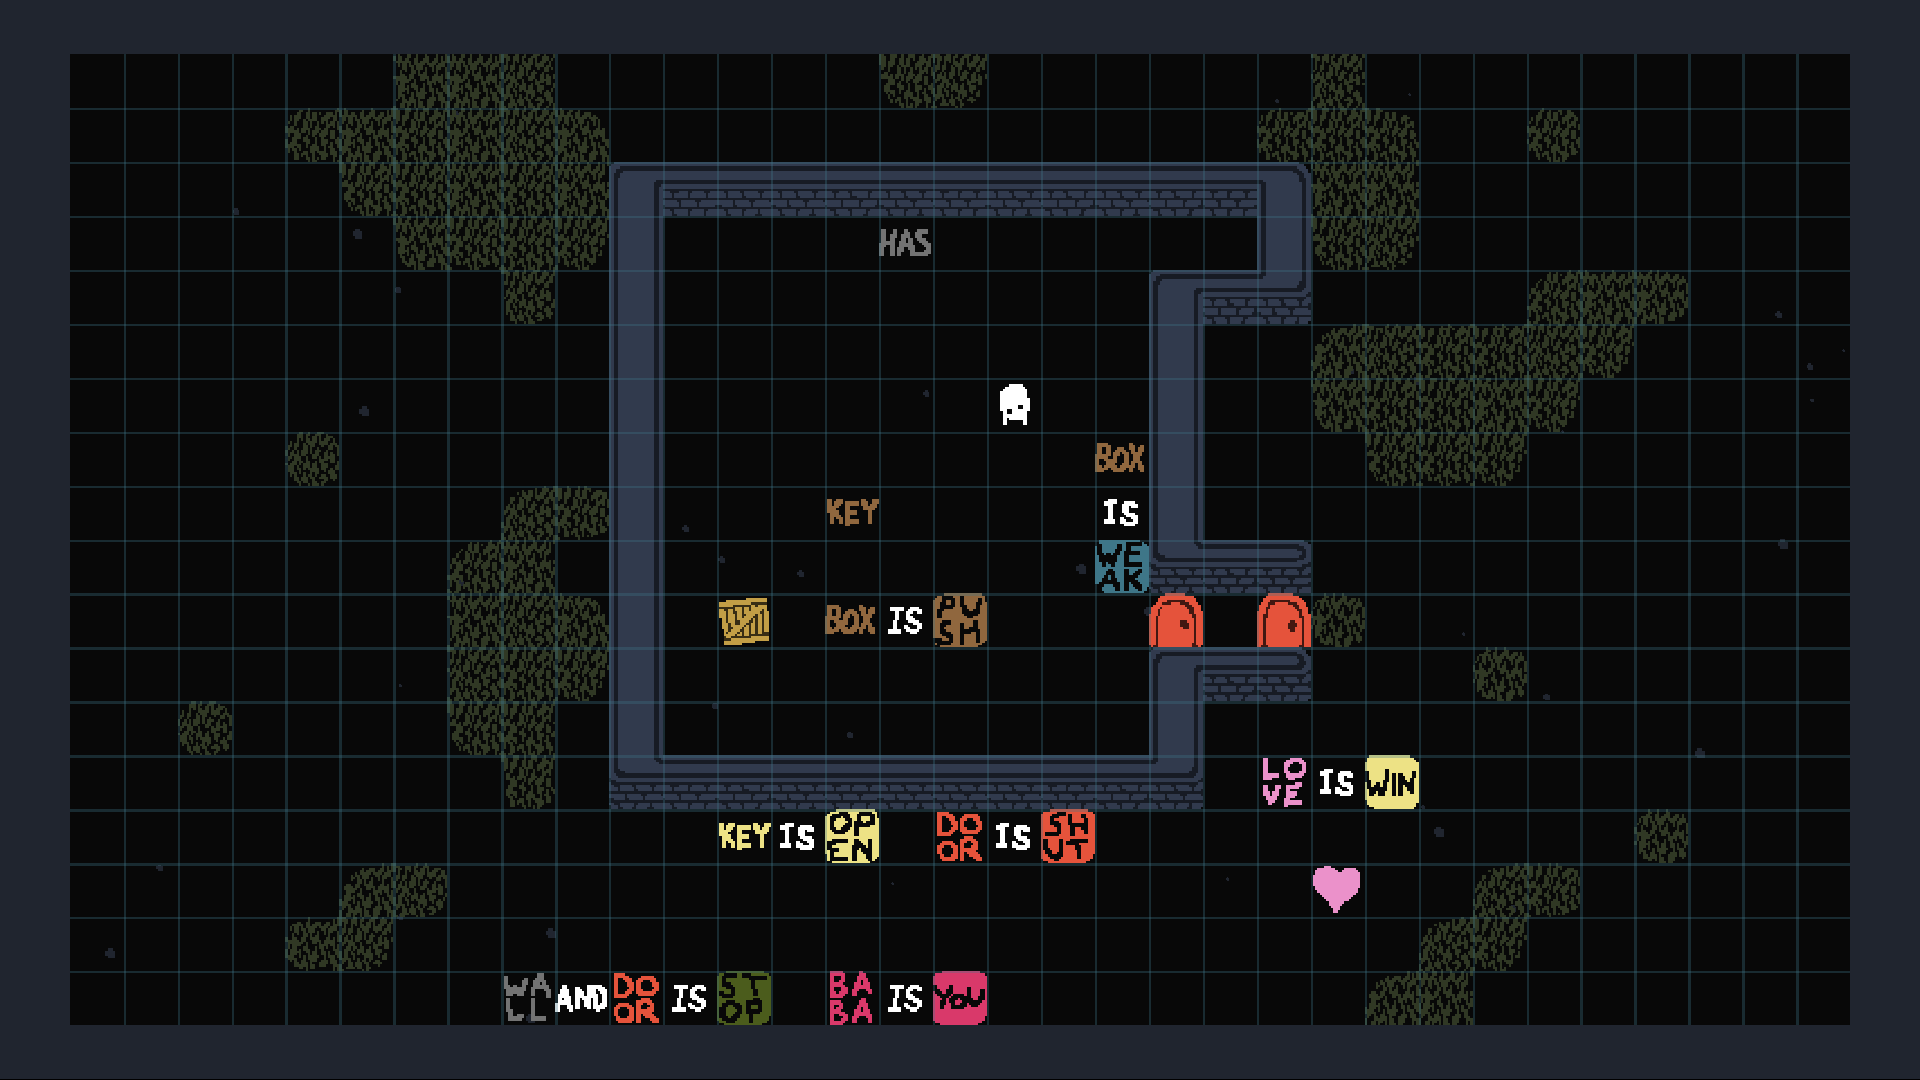 HAS
BOX
KEY IS
WEAK
BOX IS PUSH
LOVE IS WIN
KEY IS OPEN DOOR IS SHUT
WALL AND DOOR IS STOP BABA IS YOU